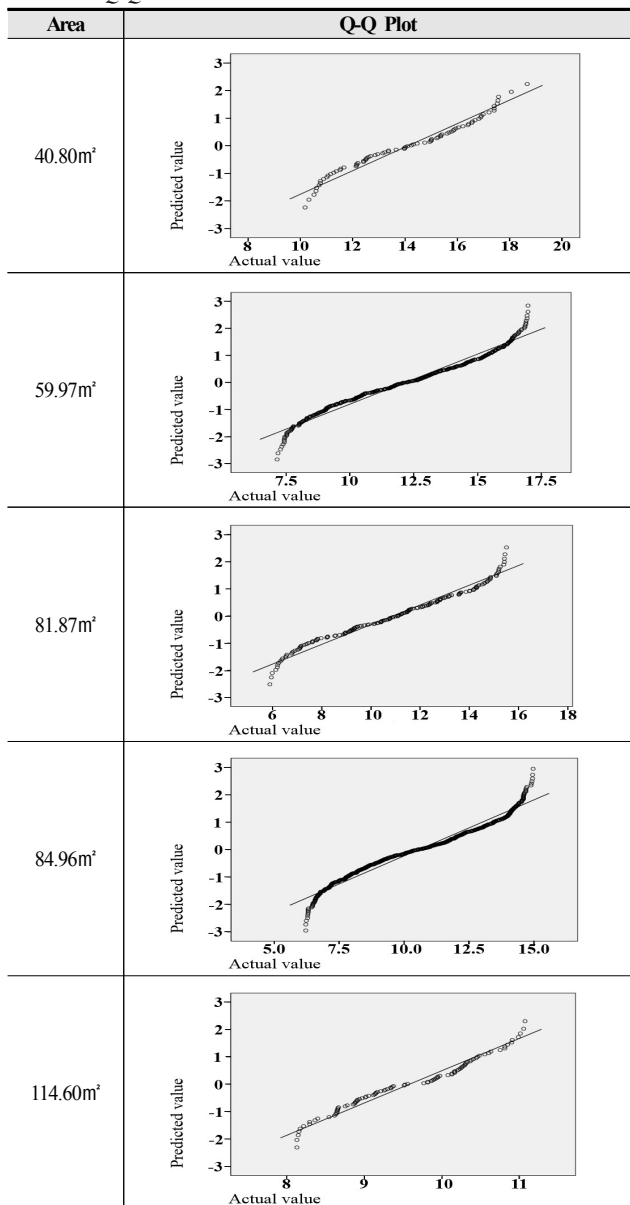 Area Q-Q Plot
40.80m²
Predicted value
3
2
1
0
-1
-2
-3
8 10 12 14 16 18 20
Actual value
59.97m²
Predicted value
3
2
1
0
-1
-2
-3
7.5 10 12.5 15 17.5
Actual value
81.87m²
Predicted value
3
2
1
0
-1
-2
-3
6 8 10 12 14 16 18
Actual value
84.96m²
Predicted value
3
2
1
0
-1
-2
-3
5.0 7.5 10.0 12.5 15.0
Actual value
114.60m²
Predicted value
3
2
1
0
-1
-2
-3
8 9 10 11
Actual value